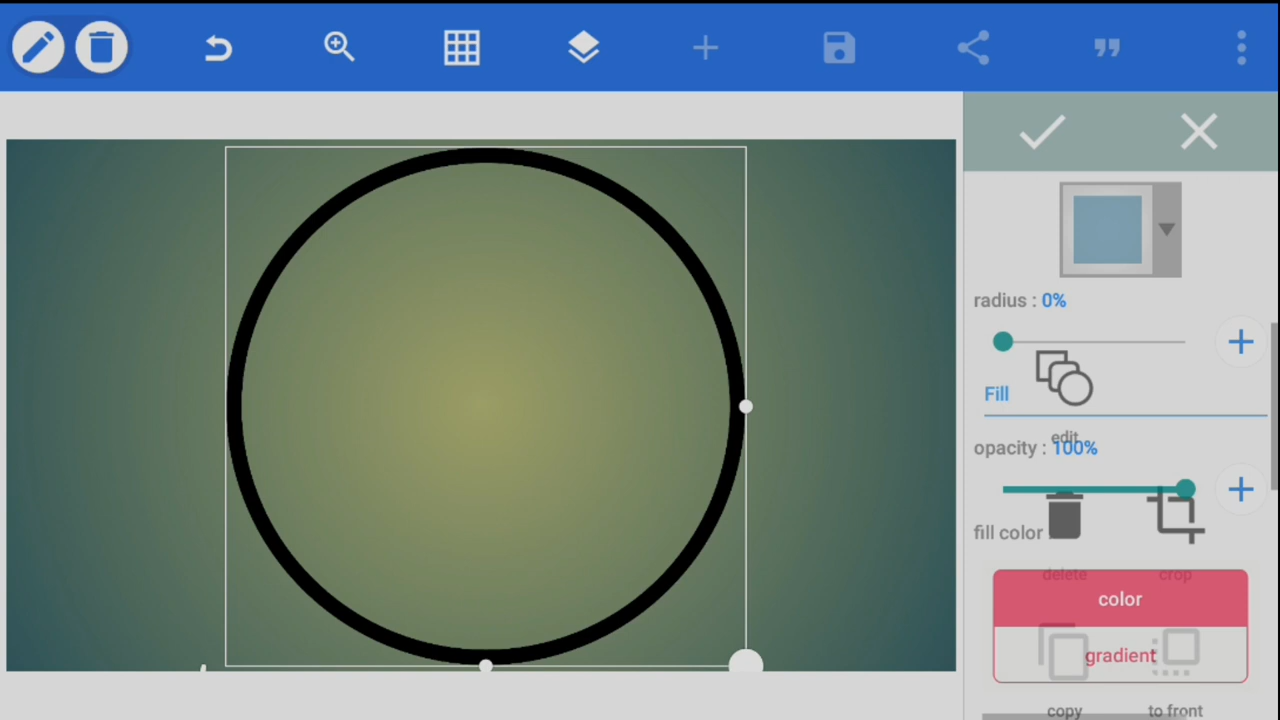 radius : 0%
Fill
edit
opacity : 100%
fill color
delete
crop
color
gradient
copy
to front